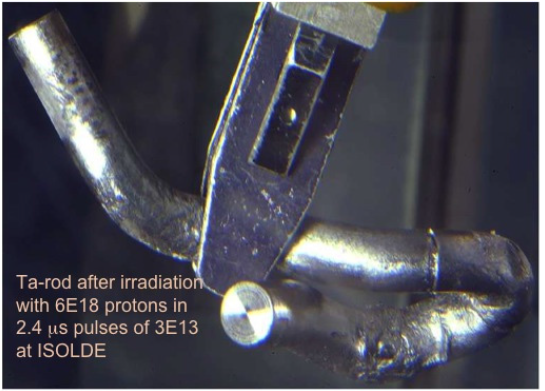 Ta-rod after irradiation
with 6E18 protons in
2.4 μs pulses of 3E13
at ISOLDE